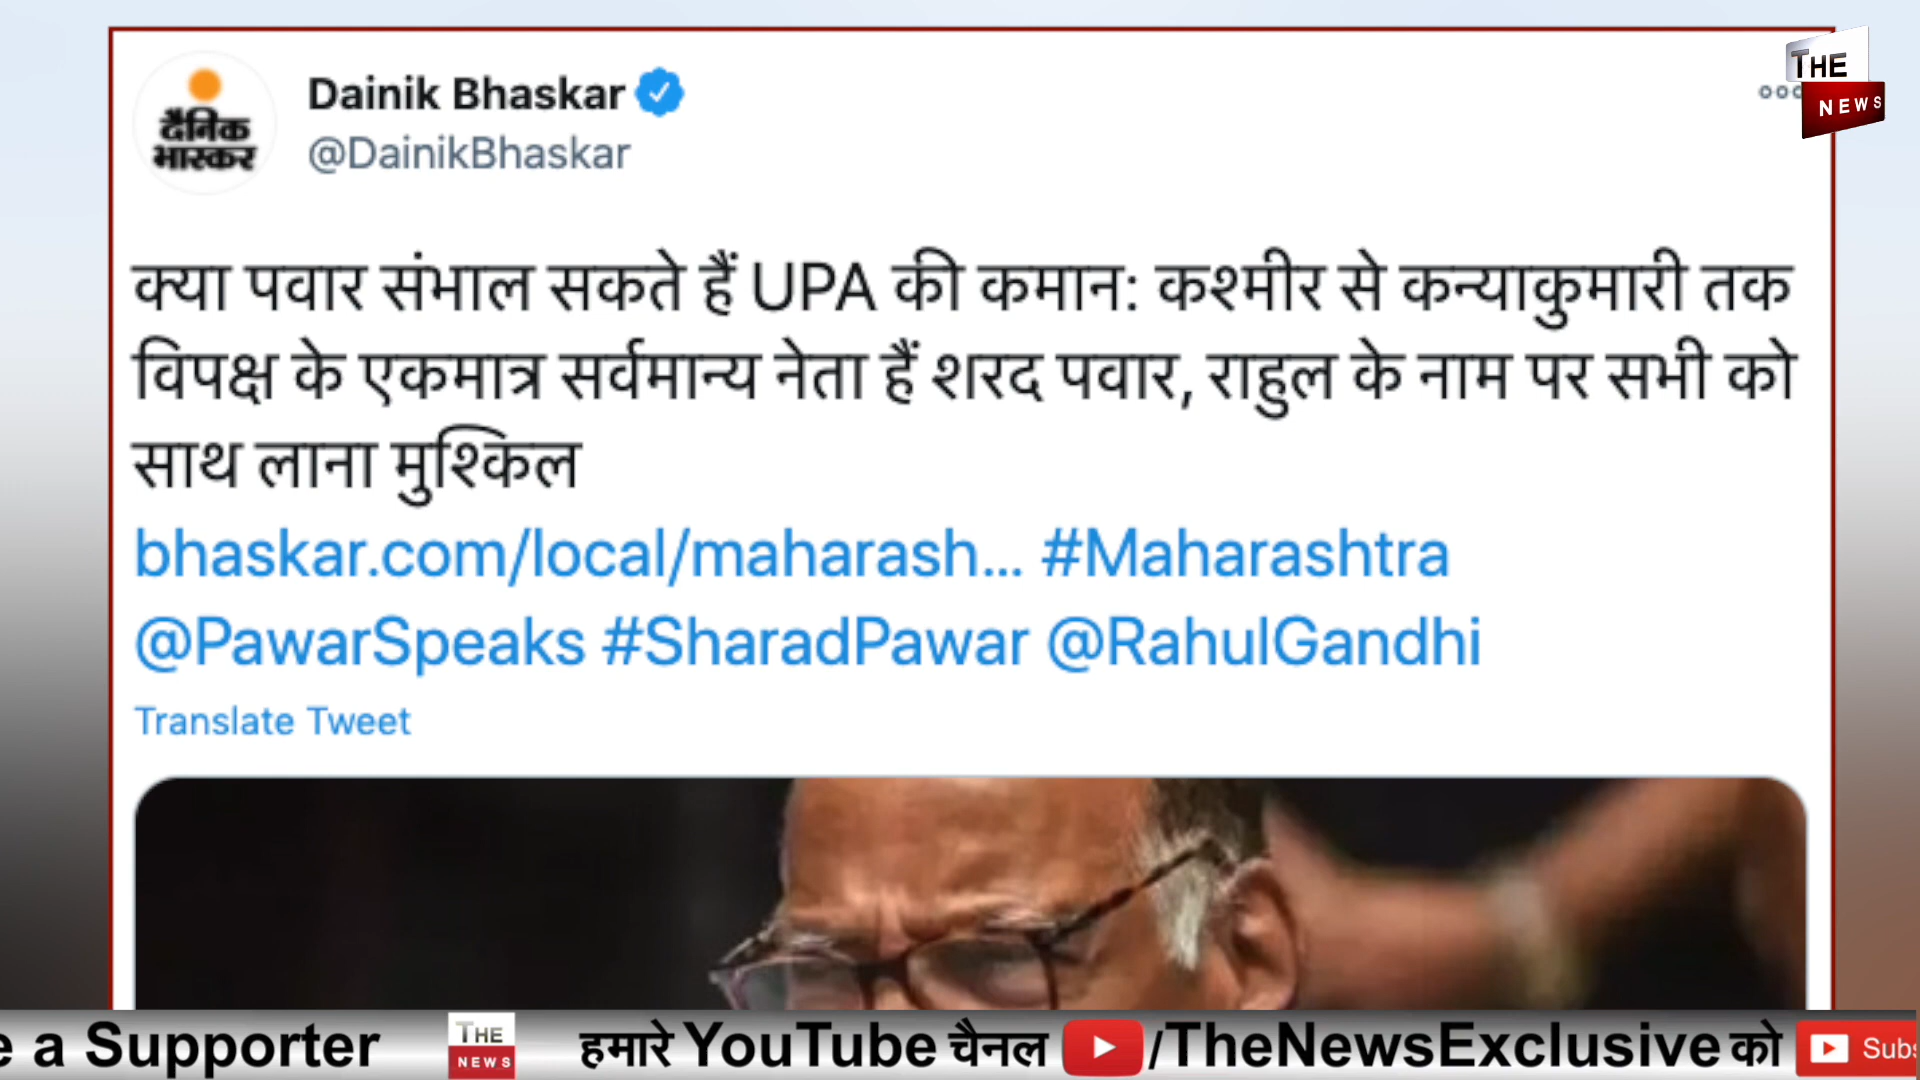 दैनिक
भास्कर
Dainik Bhaskar
@DainikBhaskar
THE
NEWS
क्या पवार संभाल सकते हैं UPA की कमान: कश्मीर से कन्याकुमारी तक
विपक्ष के एकमात्र सर्वमान्य नेता हैं शरद पवार, राहुल के नाम पर सभी को
साथ लाना मुश्किल
bhaskar.com/local/maharash... #Maharashtra
@PawarSpeaks #SharadPawar @RahulGandhi
Translate Tweet
e a Supporter THE NEWS हमारे YouTube चैनल /TheNewsExclusive को Subs